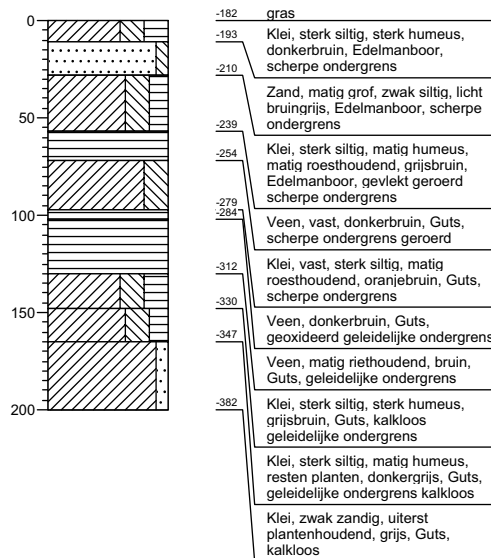 0
50
100
150
200
-182
-193
-210
-239
-254
-279
-284
-312
-330
-347
-382
gras
Klei, sterk siltig, sterk humeus,
donkerbruin, Edelmanboor,
scherpe ondergrens
Zand, matig grof, zwak siltig, licht
bruingrijs, Edelmanboor, scherpe
ondergrens
Klei, sterk siltig, matig humeus,
matig roesthoudend, grijsbruin,
Edelmanboor, gevlekt geroerd
scherpe ondergrens
Veen, vast, donkerbruin, Guts,
scherpe ondergrens geroerd
Klei, vast, sterk siltig, matig
roesthoudend, oranjebruin, Guts,
scherpe ondergrens
Veen, donkerbruin, Guts,
geoxideerd geleidelijke ondergrens
Veen, matig riethoudend, bruin,
Guts, geleidelijke ondergrens
Klei, sterk siltig, sterk humeus,
grijsbruin, Guts, kalkloos
geleidelijke ondergrens
Klei, sterk siltig, matig humeus,
resten planten, donkergrijs, Guts,
geleidelijke ondergrens kalkloos
Klei, zwak zandig, uiterst
plantenhoudend, grijs, Guts,
kalkloos